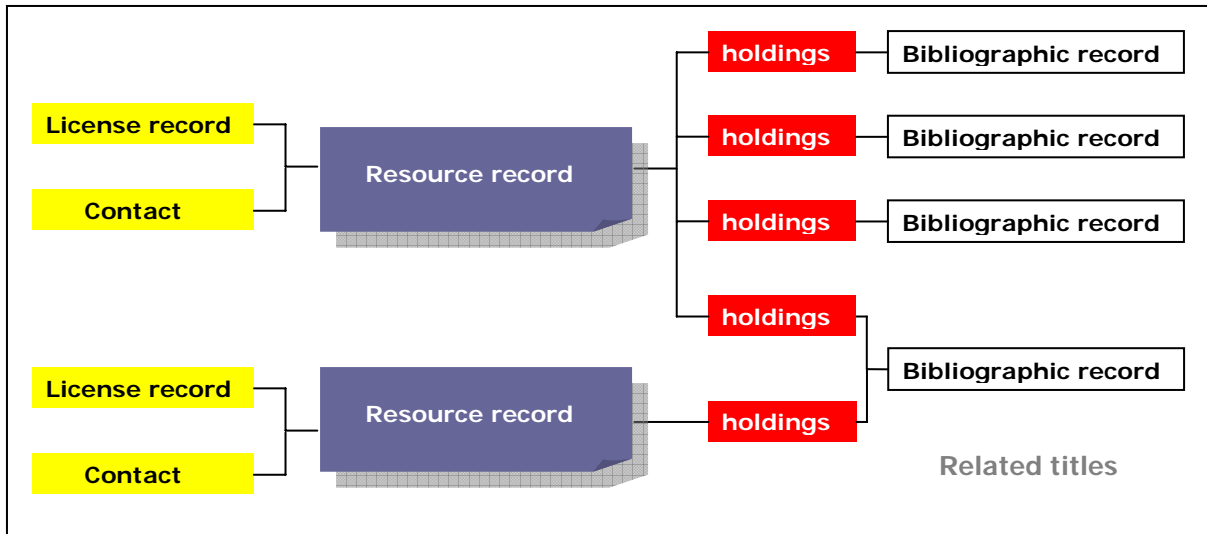 holdings Bibliographic record
License record
holdings Bibliographic record
Resource record
Contact
holdings Bibliographic record
holdings
Bibliographic record
License record
Resource record
holdings
Contact
Related titles